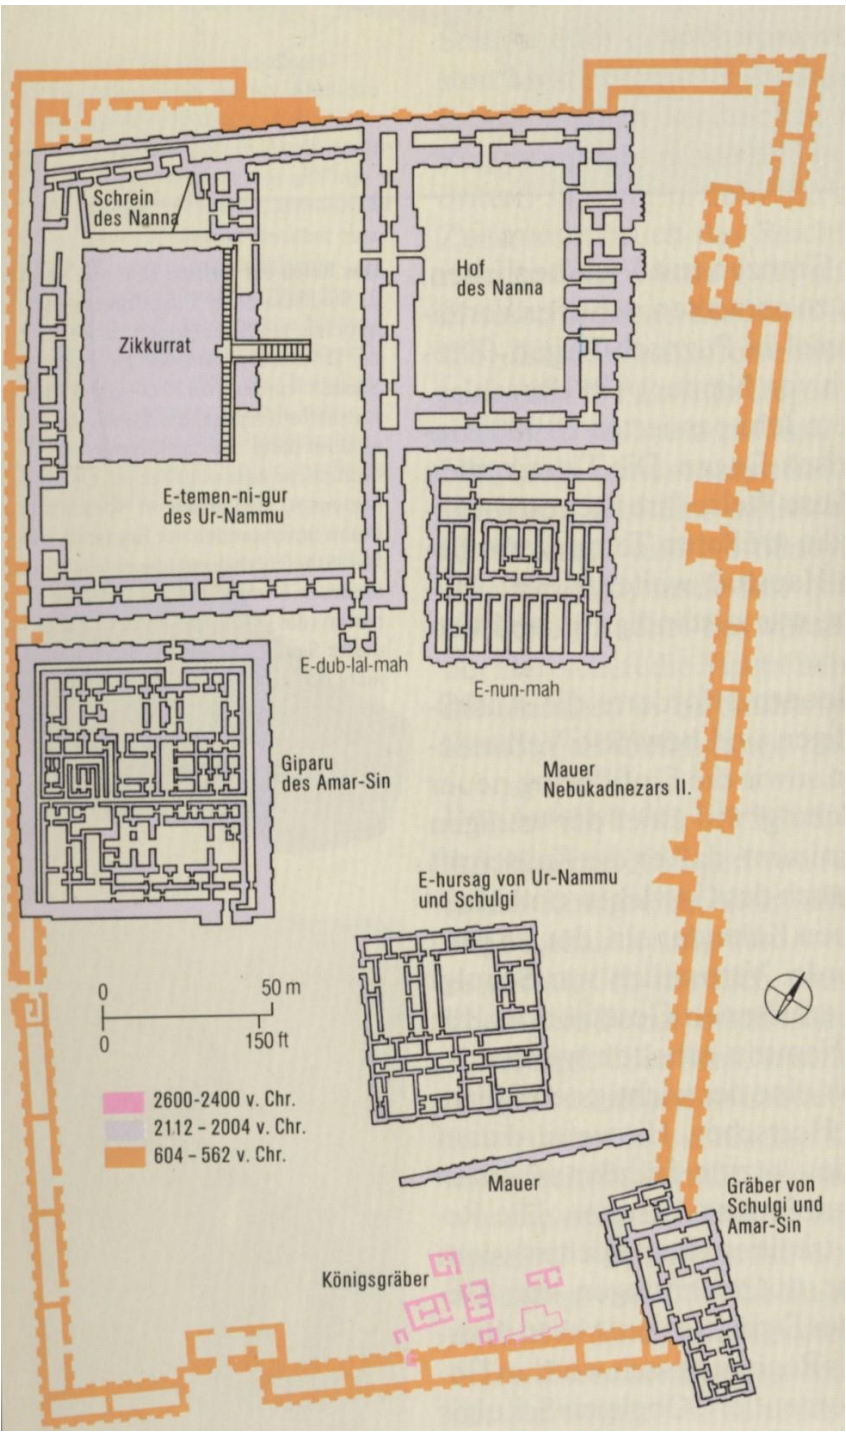 Schrein
des Nanna
Hof
des Nanna
Zikkurrat
E-temen-ni-gur
des Ur-Nammu
E-dub-lal-mah
E-nun-mah
Giparu
des Amar-Sin
Mauer
Nebukadnezars II.
E-hursag von Ur-Nammu
und Schulgi
0 50 m
0 150 ft
2600-2400 v. Chr.
2112 – 2004 v. Chr.
604 – 562 v. Chr.
Mauer
Gräber von
Schulgi und
Amar-Sin
Königsgräber